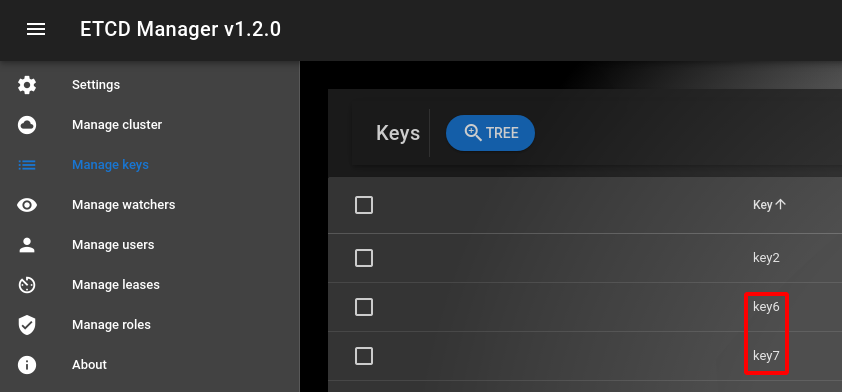 ETCD Manager v1.2.0
Settings
Manage cluster
Manage keys
Manage watchers
Manage users
Manage leases
Manage roles
About
Keys
TREE
Key
key2
key6
key7